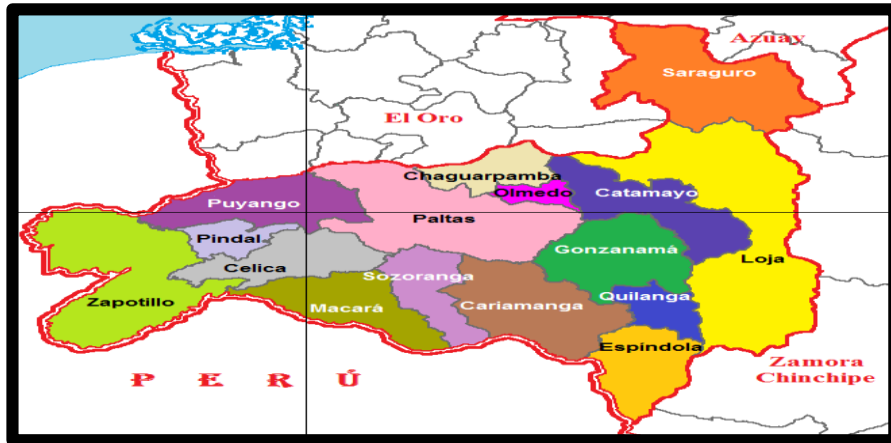 Azuay
Saraguro
El Oro
Chaguarpamba
Olmedo
Catamayo
Puyango
Paltas
Pindal
Gonzanamá
Loja
Celica
Sozoranga
Zapotillo
Macará
Cariamanga
Quilanga
Espíndola
Zamora
Chinchipe
P E R Ú